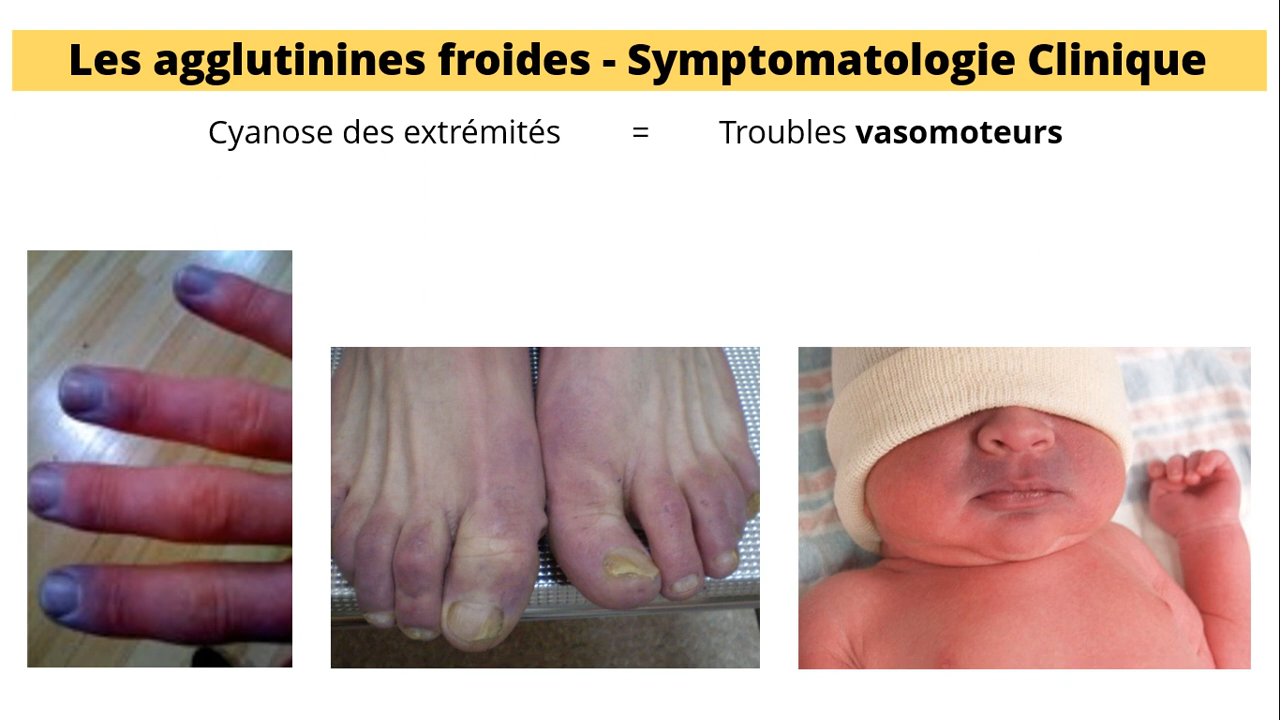 Les agglutinines froides - Symptomatologie Clinique
Cyanose des extrémités = Troubles vasomoteurs